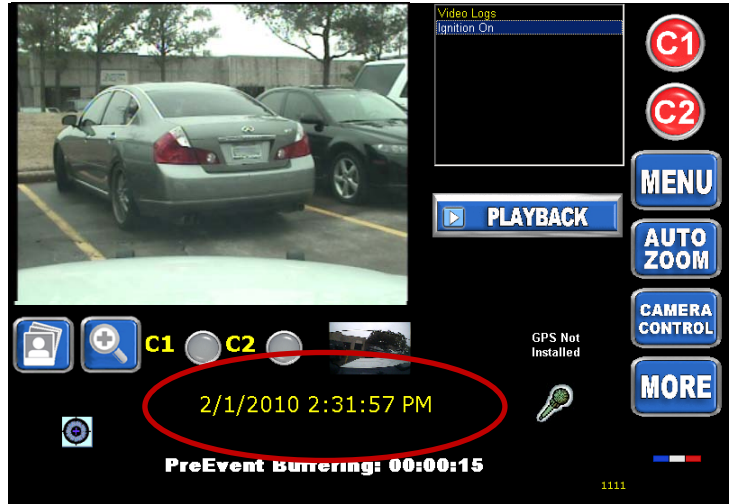 Video Logs
Ignition On
C1
C2
MENU
PLAYBACK
AUTO
ZOOM
CAMERA
CONTROL
C1
C2
GPS Not
Installed
MORE
2/1/2010 2:31:57 PM
PreEvent Buffering: 00:00:15
1111